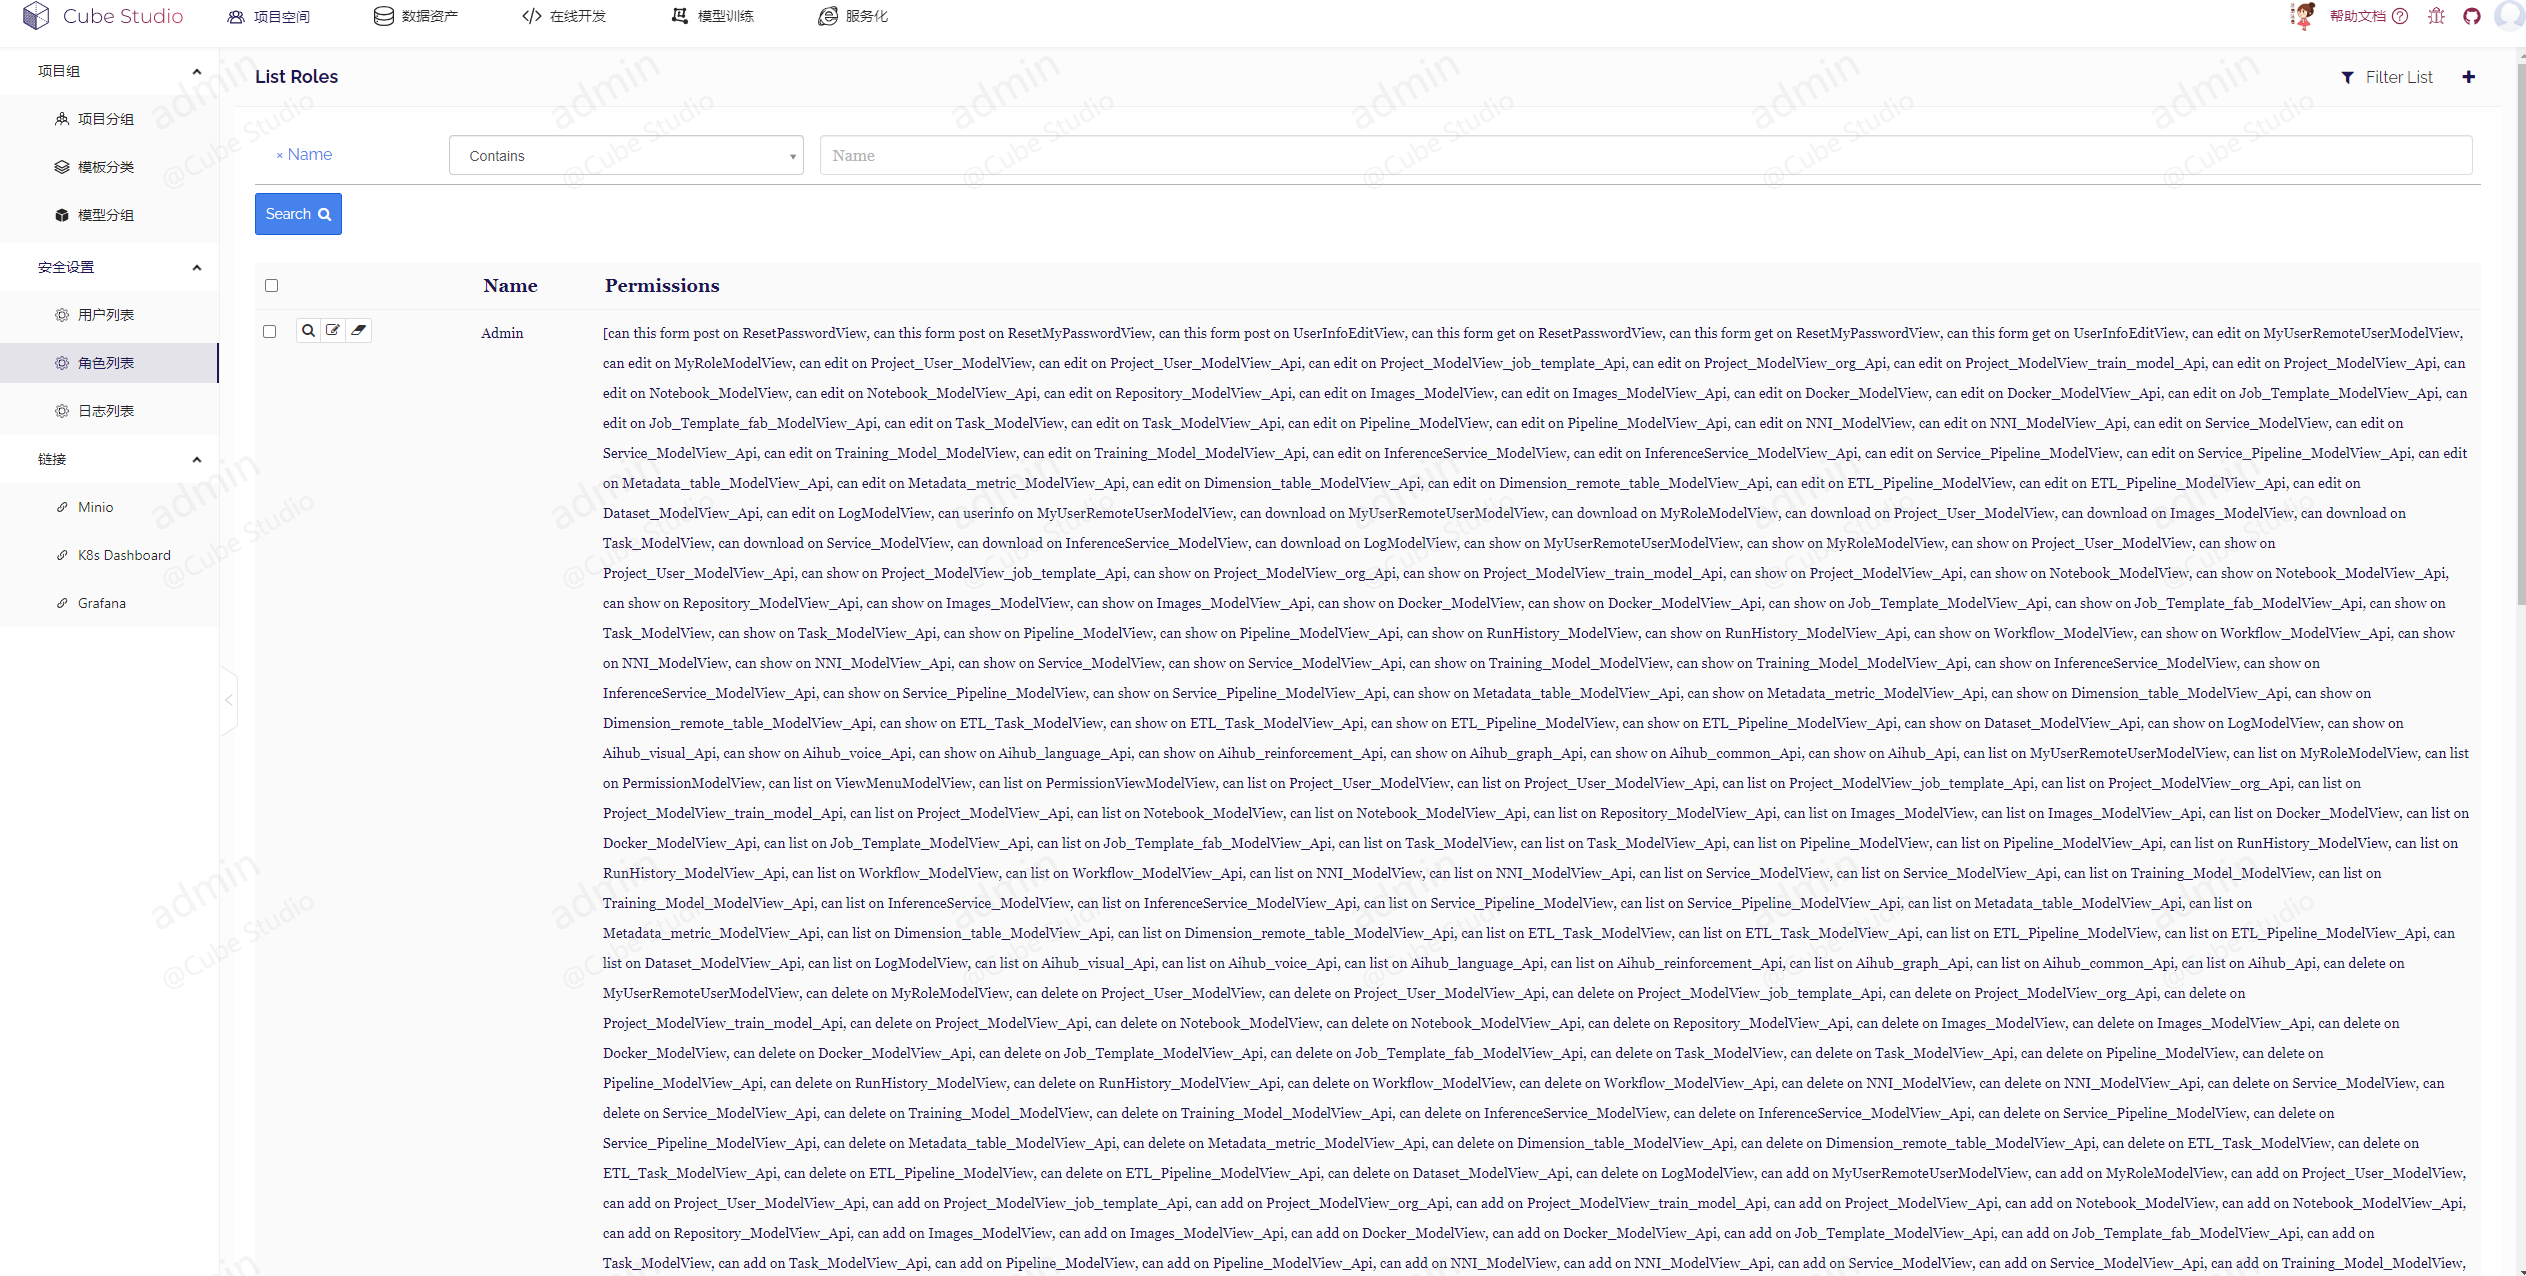 Cube Studio
项目空间
数据资产
在线开发
模型训练
服务化
帮助文档
项目组
项目分组
模板分类
模型分组
安全设置
用户列表
角色列表
日志列表
链接
Minio
K8s Dashboard
Grafana
List Roles
Filter List
× Name
Contains
Name
Search
Name
Permissions
Admin
[can this form post on ResetPasswordView, can this form post on ResetMyPasswordView, can this form post on UserInfoEditView, can this form get on ResetPasswordView, can this form get on ResetMyPasswordView, can this form get on UserInfoEditView, can edit on MyUserRemoteUserModelView,
can edit on MyRoleModelView, can edit on Project_User_ModelView, can edit on Project_User_ModelView_Api, can edit on Project_ModelView_job_template_Api, can edit on Project_ModelView_org_Api, can edit on Project_ModelView_train_model_Api, can edit on Project_ModelView_Api, can
edit on Notebook_ModelView, can edit on Notebook_ModelView_Api, can edit on Repository_ModelView_Api, can edit on Images_ModelView, can edit on Images_ModelView_Api, can edit on Docker_ModelView, can edit on Docker_ModelView_Api, can edit on Job_Template_ModelView_Api, can
edit on Job_Template_fab_ModelView_Api, can edit on Task_ModelView, can edit on Task_ModelView_Api, can edit on Pipeline_ModelView, can edit on Pipeline_ModelView_Api, can edit on NNI_ModelView, can edit on NNI_ModelView_Api, can edit on Service_ModelView, can edit on
Service_ModelView_Api, can edit on Training_Model_ModelView, can edit on Training_Model_ModelView_Api, can edit on InferenceService_ModelView, can edit on InferenceService_ModelView_Api, can edit on Service_Pipeline_ModelView, can edit on Service_Pipeline_ModelView_Api, can edit
on Metadata_table_ModelView_Api, can edit on Metadata_metric_ModelView_Api, can edit on Dimension_table_ModelView_Api, can edit on Dimension_remote_table_ModelView_Api, can edit on ETL_Pipeline_ModelView, can edit on ETL_Pipeline_ModelView_Api, can edit on
Dataset_ModelView_Api, can edit on LogModelView, can userinfo on MyUserRemoteUserModelView, can download on MyUserRemoteUserModelView, can download on MyRoleModelView, can download on Project_User_ModelView, can download on Images_ModelView, can download on
Task_ModelView, can download on Service_ModelView, can download on InferenceService_ModelView, can download on LogModelView, can show on MyUserRemoteUserModelView, can show on MyRoleModelView, can show on Project_User_ModelView, can show on
Project_User_ModelView_Api, can show on Project_ModelView_job_template_Api, can show on Project_ModelView_org_Api, can show on Project_ModelView_train_model_Api, can show on Project_ModelView_Api, can show on Notebook_ModelView, can show on Notebook_ModelView_Api,
can show on Repository_ModelView_Api, can show on Images_ModelView, can show on Images_ModelView_Api, can show on Docker_ModelView, can show on Docker_ModelView_Api, can show on Job_Template_ModelView_Api, can show on Job_Template_fab_ModelView_Api, can show on
Task_ModelView, can show on Task_ModelView_Api, can show on Pipeline_ModelView, can show on Pipeline_ModelView_Api, can show on RunHistory_ModelView, can show on RunHistory_ModelView_Api, can show on Workflow_ModelView, can show on Workflow_ModelView_Api, can show
on NNI_ModelView, can show on NNI_ModelView_Api, can show on Service_ModelView, can show on Service_ModelView_Api, can show on Training_Model_ModelView, can show on Training_Model_ModelView_Api, can show on InferenceService_ModelView, can show on
InferenceService_ModelView_Api, can show on Service_Pipeline_ModelView, can show on Service_Pipeline_ModelView_Api, can show on Metadata_table_ModelView_Api, can show on Metadata_metric_ModelView_Api, can show on Dimension_table_ModelView_Api, can show on
Dimension_remote_table_ModelView_Api, can show on ETL_Task_ModelView, can show on ETL_Task_ModelView_Api, can show on ETL_Pipeline_ModelView, can show on ETL_Pipeline_ModelView_Api, can show on Dataset_ModelView_Api, can show on LogModelView, can show on
Aihub_visual_Api, can show on Aihub_voice_Api, can show on Aihub_language_Api, can show on Aihub_reinforcement_Api, can show on Aihub_graph_Api, can show on Aihub_common_Api, can show on Aihub_Api, can list on MyUserRemoteUserModelView, can list on MyRoleModelView, can list
on PermissionModelView, can list on ViewMenuModelView, can list on PermissionViewModelView, can list on Project_User_ModelView, can list on Project_User_ModelView_Api, can list on Project_ModelView_job_template_Api, can list on Project_ModelView_org_Api, can list on
Project_ModelView_train_model_Api, can list on Project_ModelView_Api, can list on Notebook_ModelView, can list on Notebook_ModelView_Api, can list on Repository_ModelView_Api, can list on Images_ModelView, can list on Images_ModelView_Api, can list on Docker_ModelView, can list on
Docker_ModelView_Api, can list on Job_Template_ModelView_Api, can list on Job_Template_fab_ModelView_Api, can list on Task_ModelView, can list on Task_ModelView_Api, can list on Pipeline_ModelView, can list on Pipeline_ModelView_Api, can list on RunHistory_ModelView, can list on
RunHistory_ModelView_Api, can list on Workflow_ModelView, can list on Workflow_ModelView_Api, can list on NNI_ModelView, can list on NNI_ModelView_Api, can list on Service_ModelView, can list on Service_ModelView_Api, can list on Training_Model_ModelView, can list on
Training_Model_ModelView_Api, can list on InferenceService_ModelView, can list on InferenceService_ModelView_Api, can list on Service_Pipeline_ModelView, can list on Service_Pipeline_ModelView_Api, can list on Metadata_table_ModelView_Api, can list on
Metadata_metric_ModelView_Api, can list on Dimension_table_ModelView_Api, can list on Dimension_remote_table_ModelView_Api, can list on ETL_Task_ModelView, can list on ETL_Task_ModelView_Api, can list on ETL_Pipeline_ModelView, can list on ETL_Pipeline_ModelView_Api, can
list on Dataset_ModelView_Api, can list on LogModelView, can list on Aihub_visual_Api, can list on Aihub_voice_Api, can list on Aihub_language_Api, can list on Aihub_reinforcement_Api, can list on Aihub_graph_Api, can list on Aihub_common_Api, can list on Aihub_Api, can delete on
MyUserRemoteUserModelView, can delete on MyRoleModelView, can delete on Project_User_ModelView, can delete on Project_User_ModelView_Api, can delete on Project_ModelView_job_template_Api, can delete on Project_ModelView_org_Api, can delete on
Project_ModelView_train_model_Api, can delete on Project_ModelView_Api, can delete on Notebook_ModelView, can delete on Notebook_ModelView_Api, can delete on Repository_ModelView_Api, can delete on Images_ModelView, can delete on Images_ModelView_Api, can delete on
Docker_ModelView, can delete on Docker_ModelView_Api, can delete on Job_Template_ModelView_Api, can delete on Job_Template_fab_ModelView_Api, can delete on Task_ModelView, can delete on Task_ModelView_Api, can delete on Pipeline_ModelView, can delete on
Pipeline_ModelView_Api, can delete on RunHistory_ModelView, can delete on RunHistory_ModelView_Api, can delete on Workflow_ModelView, can delete on Workflow_ModelView_Api, can delete on NNI_ModelView, can delete on NNI_ModelView_Api, can delete on Service_ModelView, can
delete on Service_ModelView_Api, can delete on Training_Model_ModelView, can delete on Training_Model_ModelView_Api, can delete on InferenceService_ModelView, can delete on InferenceService_ModelView_Api, can delete on Service_Pipeline_ModelView, can delete on
Service_Pipeline_ModelView_Api, can delete on Metadata_table_ModelView_Api, can delete on Metadata_metric_ModelView_Api, can delete on Dimension_table_ModelView_Api, can delete on Dimension_remote_table_ModelView_Api, can delete on ETL_Task_ModelView, can delete on
ETL_Task_ModelView_Api, can delete on ETL_Pipeline_ModelView, can delete on ETL_Pipeline_ModelView_Api, can delete on Dataset_ModelView_Api, can delete on LogModelView, can add on MyUserRemoteUserModelView, can add on MyRoleModelView, can add on Project_User_ModelView,
can add on Project_User_ModelView_Api, can add on Project_ModelView_job_template_Api, can add on Project_ModelView_org_Api, can add on Project_ModelView_train_model_Api, can add on Project_ModelView_Api, can add on Notebook_ModelView, can add on Notebook_ModelView_Api,
can add on Repository_ModelView_Api, can add on Images_ModelView, can add on Images_ModelView_Api, can add on Docker_ModelView, can add on Docker_ModelView_Api, can add on Job_Template_ModelView_Api, can add on Job_Template_fab_ModelView_Api, can add on
Task_ModelView, can add on Task_ModelView_Api, can add on Pipeline_ModelView, can add on Pipeline_ModelView_Api, can add on NNI_ModelView, can add on NNI_ModelView_Api, can add on Service_ModelView, can add on Service_ModelView_Api, can add on Training_Model_ModelView,
admin
@Cube Studio